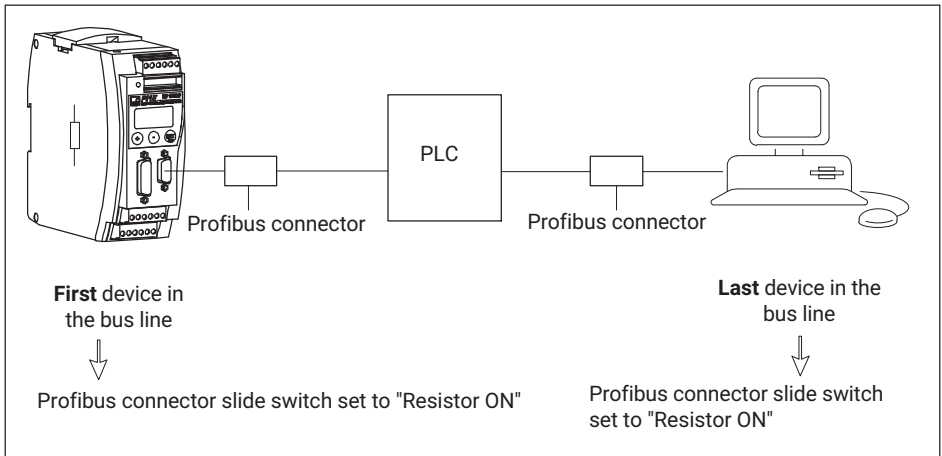 PLC
Profibus connector
Profibus connector
First device in
the bus line
Last device in the
bus line
Profibus connector slide switch set to "Resistor ON"
Profibus connector slide switch
set to "Resistor ON"